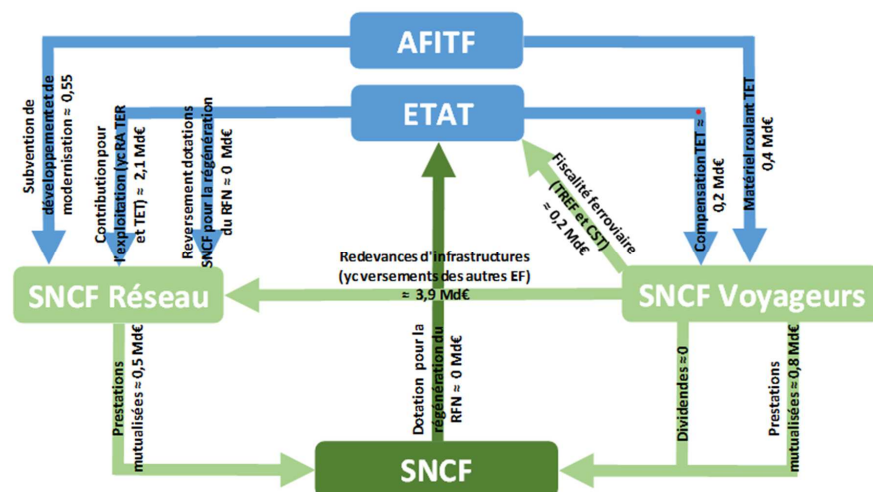 AFITF
ETAT
Subvention de
développement et de
modernisation ≈ 0,55
Contribution pour
l'exploitation (yc RA TER
et TET) ≈ 2,1 Md€
Reversement dotations
SNCF pour la régénération
du RFN ≈ 0 Md€
Fiscalité ferroviaire
(TREF et CST)
≈ 0,2 Md€
Compensation TET ≈
0,2 Md€
Matériel roulant TET
0,4 Md€
SNCF Réseau
Redevances d'infrastructures
(yc versements des autres EF)
≈ 3,9 Md€
SNCF Voyageurs
Prestations
mutualisées ≈ 0,5 Md€
Dotation pour la
régénération du
RFN ≈ 0 Md€
Dividendes ≈ 0
Prestations
mutualisées ≈ 0,8 Md€
SNCF